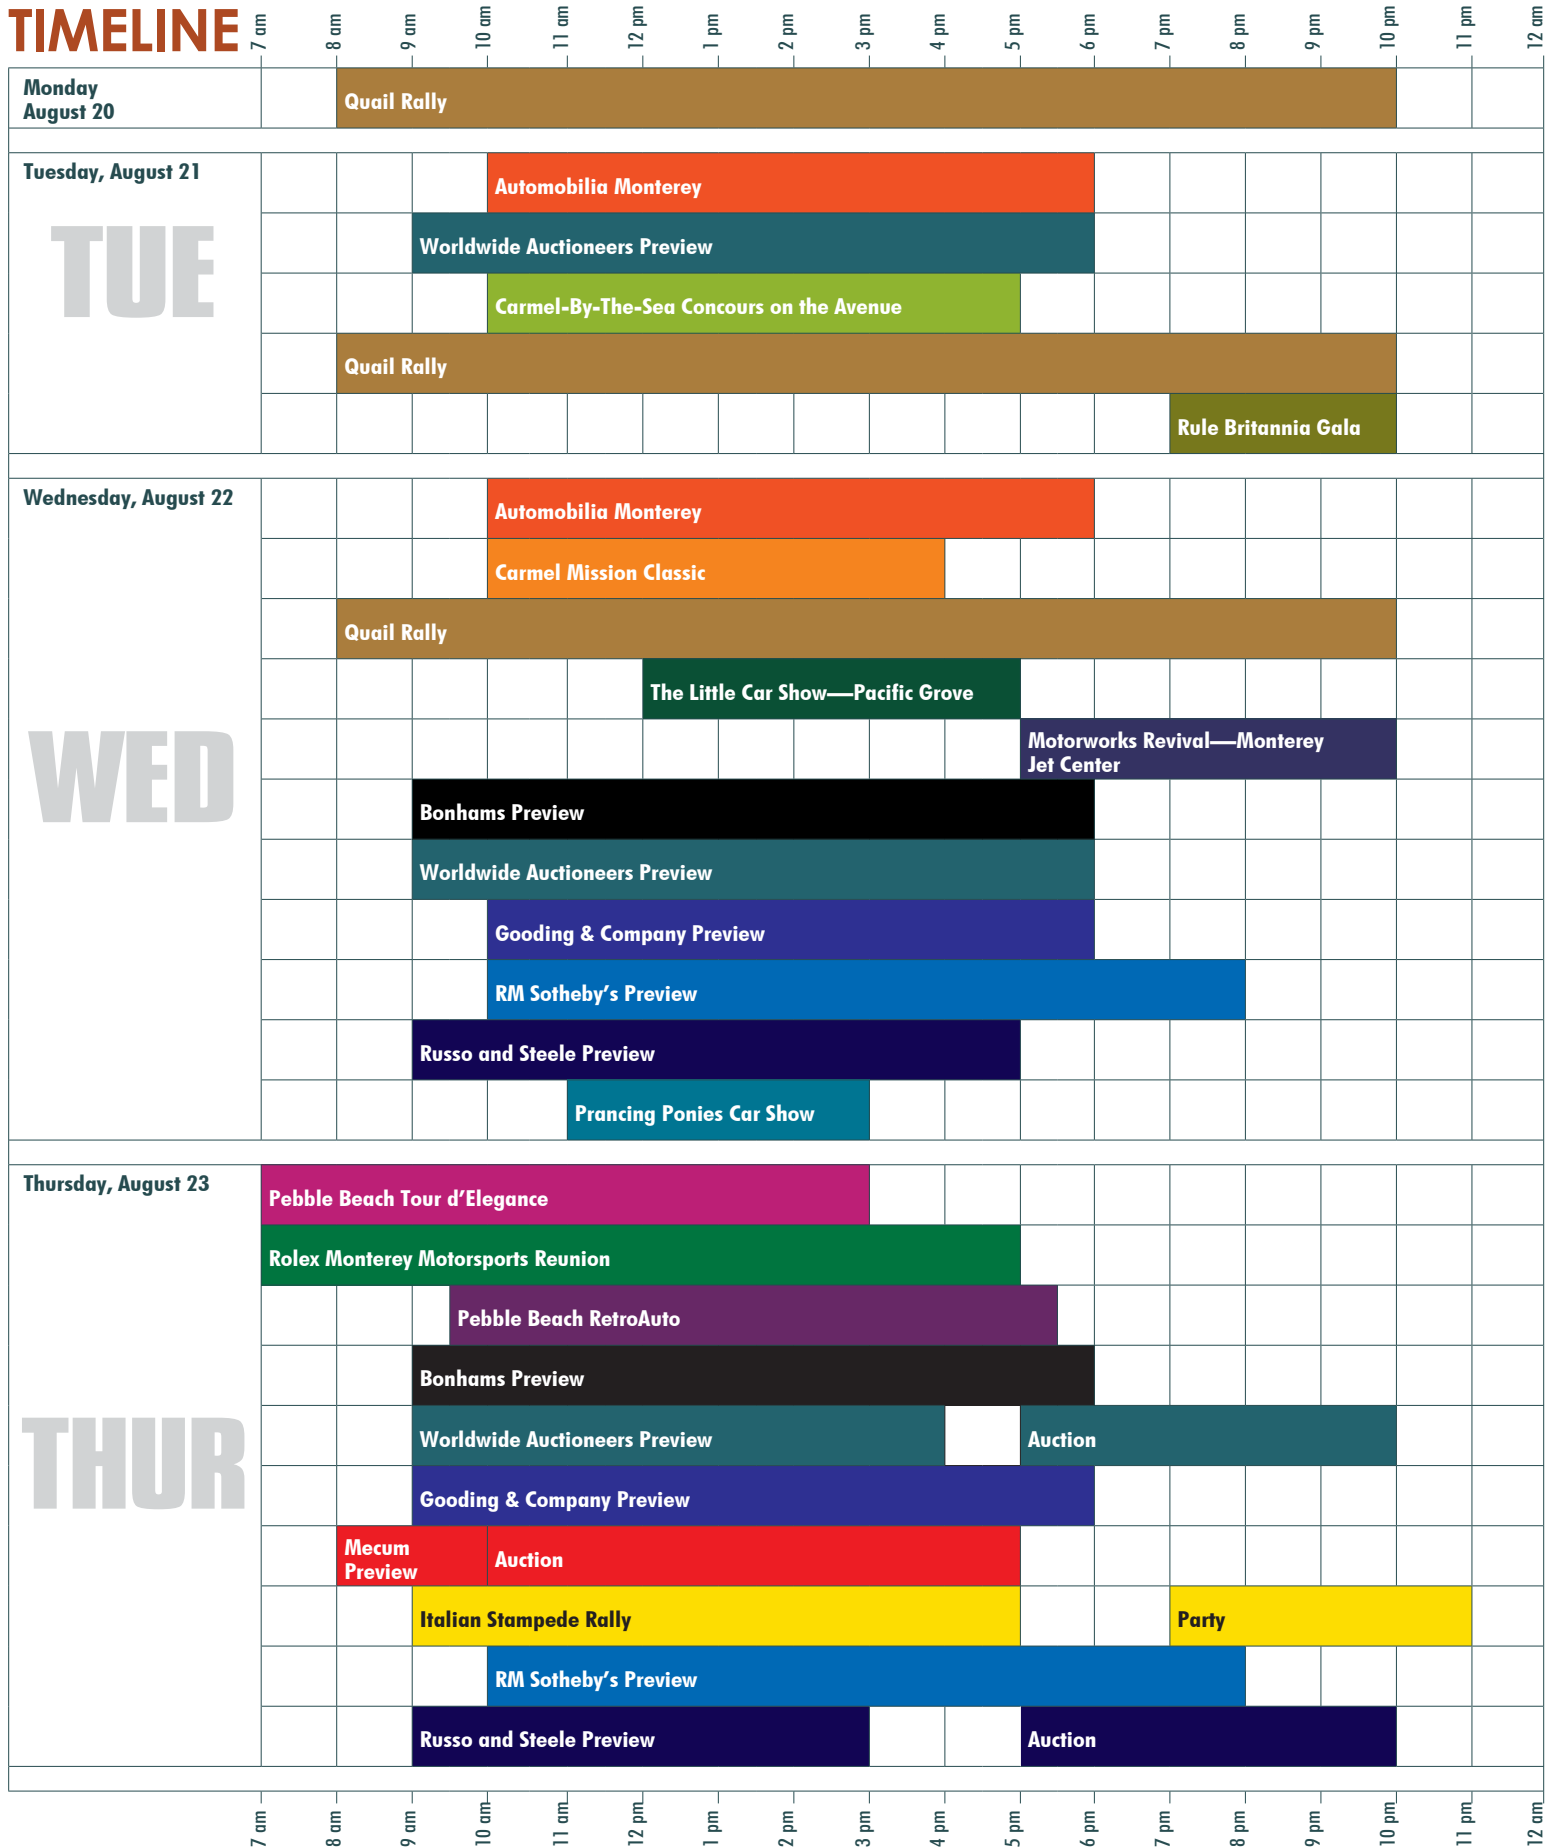 TIMELINE
7 am
8 am
9 am
10 am
11 am
12 pm
1 pm
2 pm
3 pm
4 pm
5 pm
6 pm
7 pm
8 pm
9 pm
10 pm
11 pm
12 am
Monday
August 20
Quail Rally
Tuesday, August 21
TUE
Automobilia Monterey
Worldwide Auctioneers Preview
Carmel-By-The-Sea Concours on the Avenue
Quail Rally
Rule Britannia Gala
Wednesday, August 22
WED
Automobilia Monterey
Carmel Mission Classic
Quail Rally
The Little Car Show—Pacific Grove
Motorworks Revival—Monterey
Jet Center
Bonhams Preview
Worldwide Auctioneers Preview
Gooding & Company Preview
RM Sotheby’s Preview
Russo and Steele Preview
Prancing Ponies Car Show
Thursday, August 23
THUR
Pebble Beach Tour d’Elegance
Rolex Monterey Motorsports Reunion
Pebble Beach RetroAuto
Bonhams Preview
Worldwide Auctioneers Preview
Auction
Gooding & Company Preview
Mecum
Preview
Auction
Italian Stampede Rally
Party
RM Sotheby’s Preview
Russo and Steele Preview
Auction
7 am
8 am
9 am
10 am
11 am
12 pm
1 pm
2 pm
3 pm
4 pm
5 pm
6 pm
7 pm
8 pm
9 pm
10 pm
11 pm
12 am